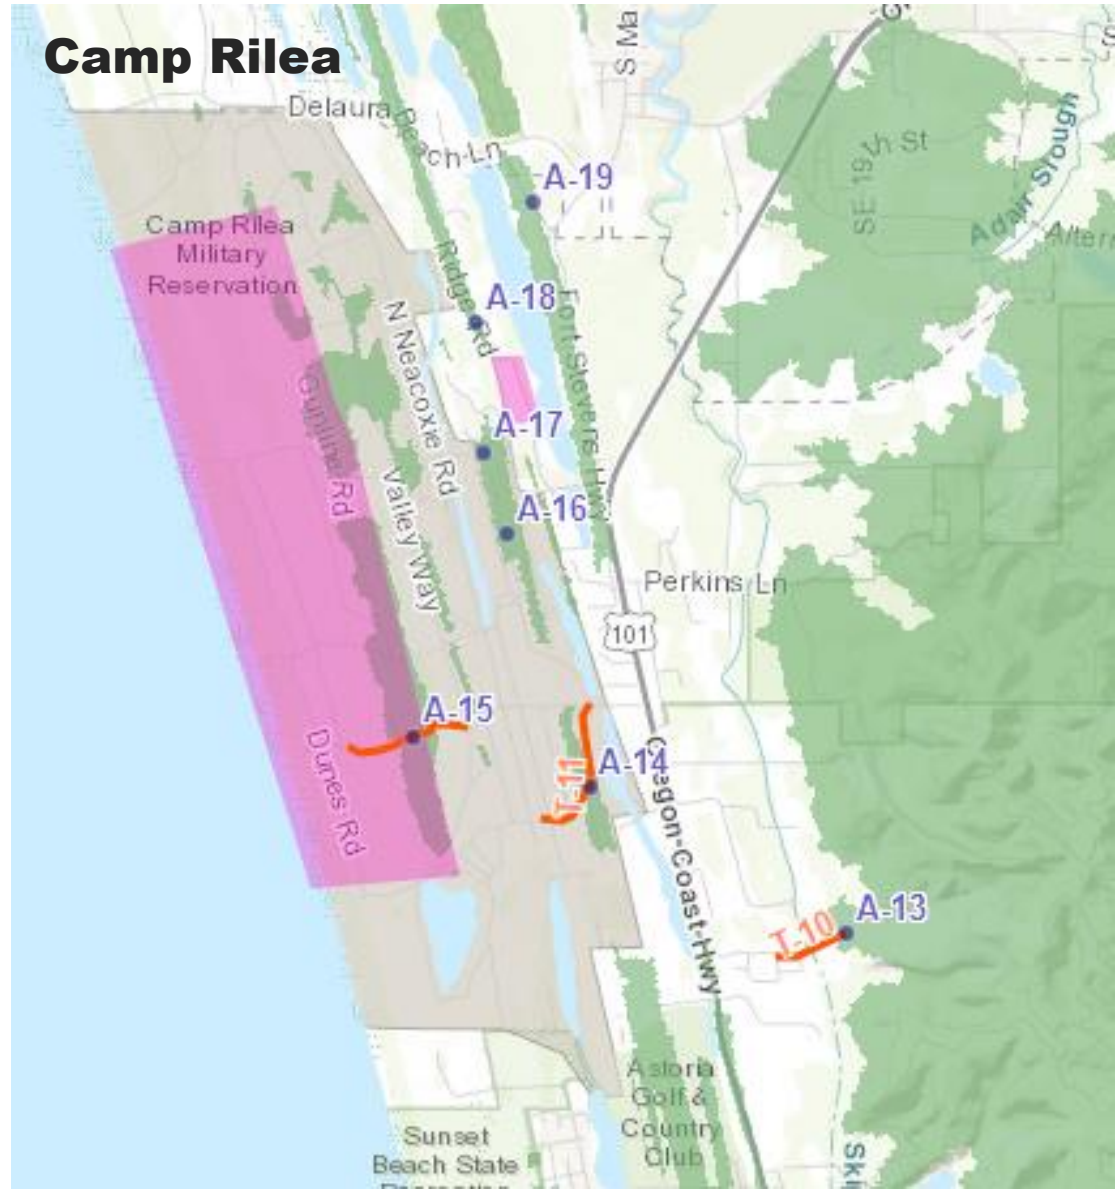 Camp Rilea
S Ma
Delaura Beach-Ln
A-19
SE 19th St
Adair Slough
Altern
Camp Rilea
Military
Reservation
A-18
Ridge Rd
Fort Stevens Hwy
N Neacoxie Rd
Gunline Rd
A-17
Valley Way
A-16
Perkins Ln
101
A-15
A-14
T-11
Dunes Rd
Oregon-Coast-Hwy
A-13
T-10
Astoria
Golf &
Country
Club
Sunset
Beach State
Recreation
Ski